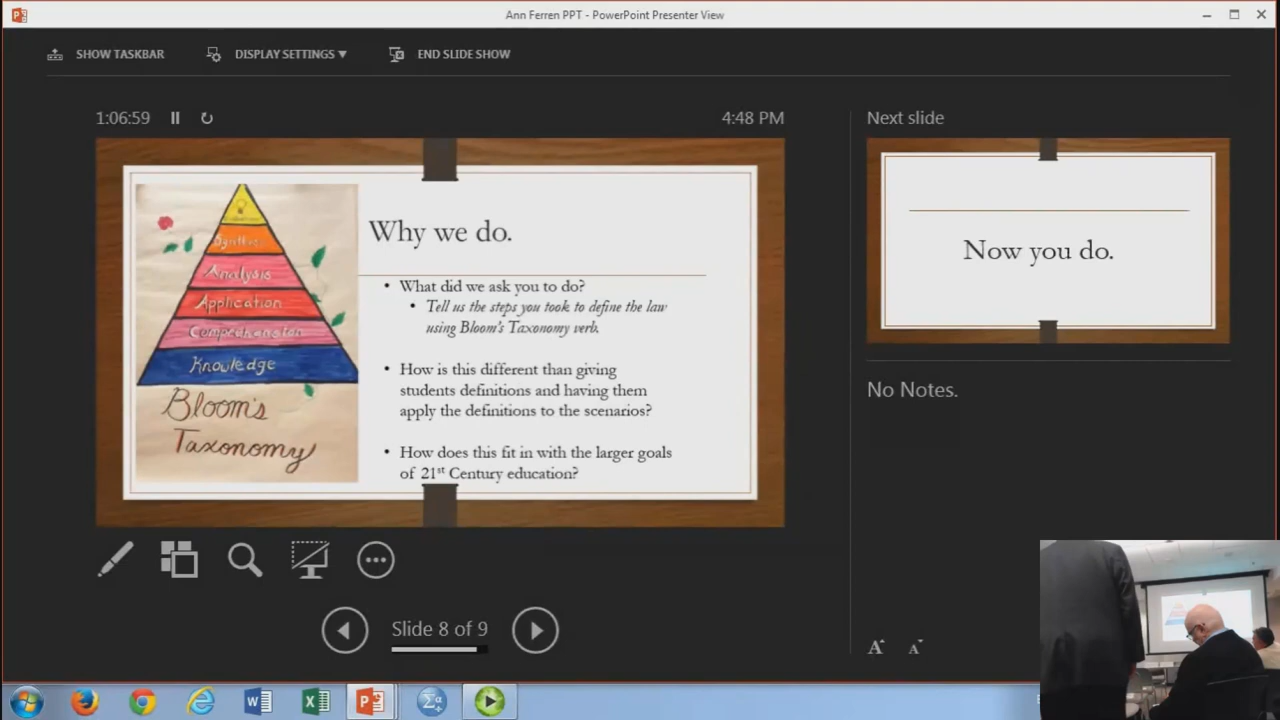 Ann Ferren PPT - PowerPoint Presenter View
SHOW TASKBAR
DISPLAY SETTINGS
END SLIDE SHOW
1:06:59
4:48 PM
Synthesis
Analysis
Application
Comprehension
Knowledge
Bloom's
Taxonomy
Why we do.
• What did we ask you to do?
• Tell us the steps you took to define the law
using Bloom's Taxonomy verb.
• How is this different than giving
students definitions and having them
apply the definitions to the scenarios?
• How does this fit in with the larger goals
of 21st Century education?
Slide 8 of 9
Next slide
Now you do.
No Notes.
A
A